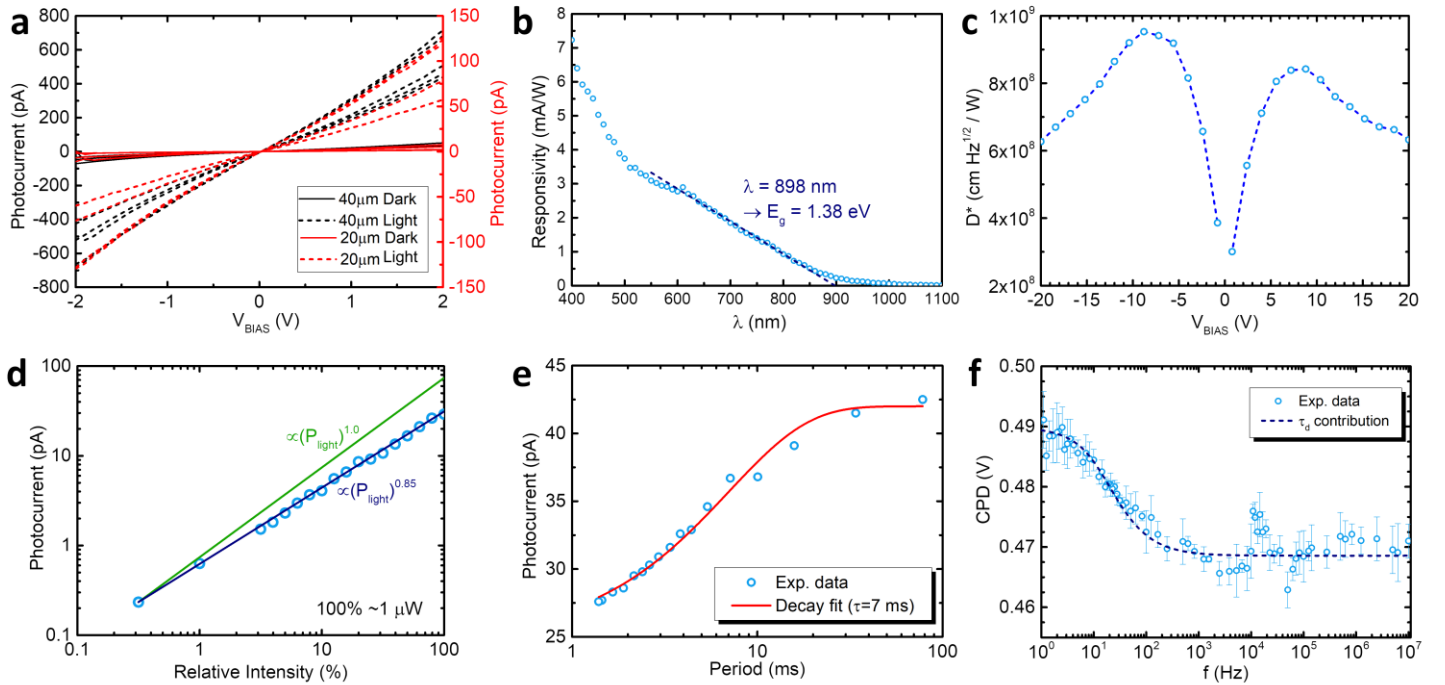 a
Photocurrent (pA)
800
600
400
200
0
-200
-400
-600
-800
150
100
50
0
-50
-100
-150
Photocurrent (pA)
40μm Dark
40μm Light
20μm Dark
20μm Light
-2 -1 0 1 2
V_BIAS (V)
b
Responsivity (mA/W)
8
7
6
5
4
3
2
1
0
λ = 898 nm
→ E_g = 1.38 eV
400 500 600 700 800 900 1000 1100
λ (nm)
c
D* (cm Hz^1/2 / W)
1x10^9
8x10^8
6x10^8
4x10^8
2x10^8
-20 -15 -10 -5 0 5 10 15 20
V_BIAS (V)
d
Photocurrent (pA)
100
10
1
0.1
∝(P_light)^1.0
∝(P_light)^0.85
100% ~1 μW
0.1 1 10 100
Relative Intensity (%)
e
Photocurrent (pA)
45
40
35
30
25
Exp. data
Decay fit (τ=7 ms)
1 10 100
Period (ms)
f
CPD (V)
0.50
0.49
0.48
0.47
0.46
Exp. data
τ_d contribution
10^0 10^1 10^2 10^3 10^4 10^5 10^6 10^7
f (Hz)